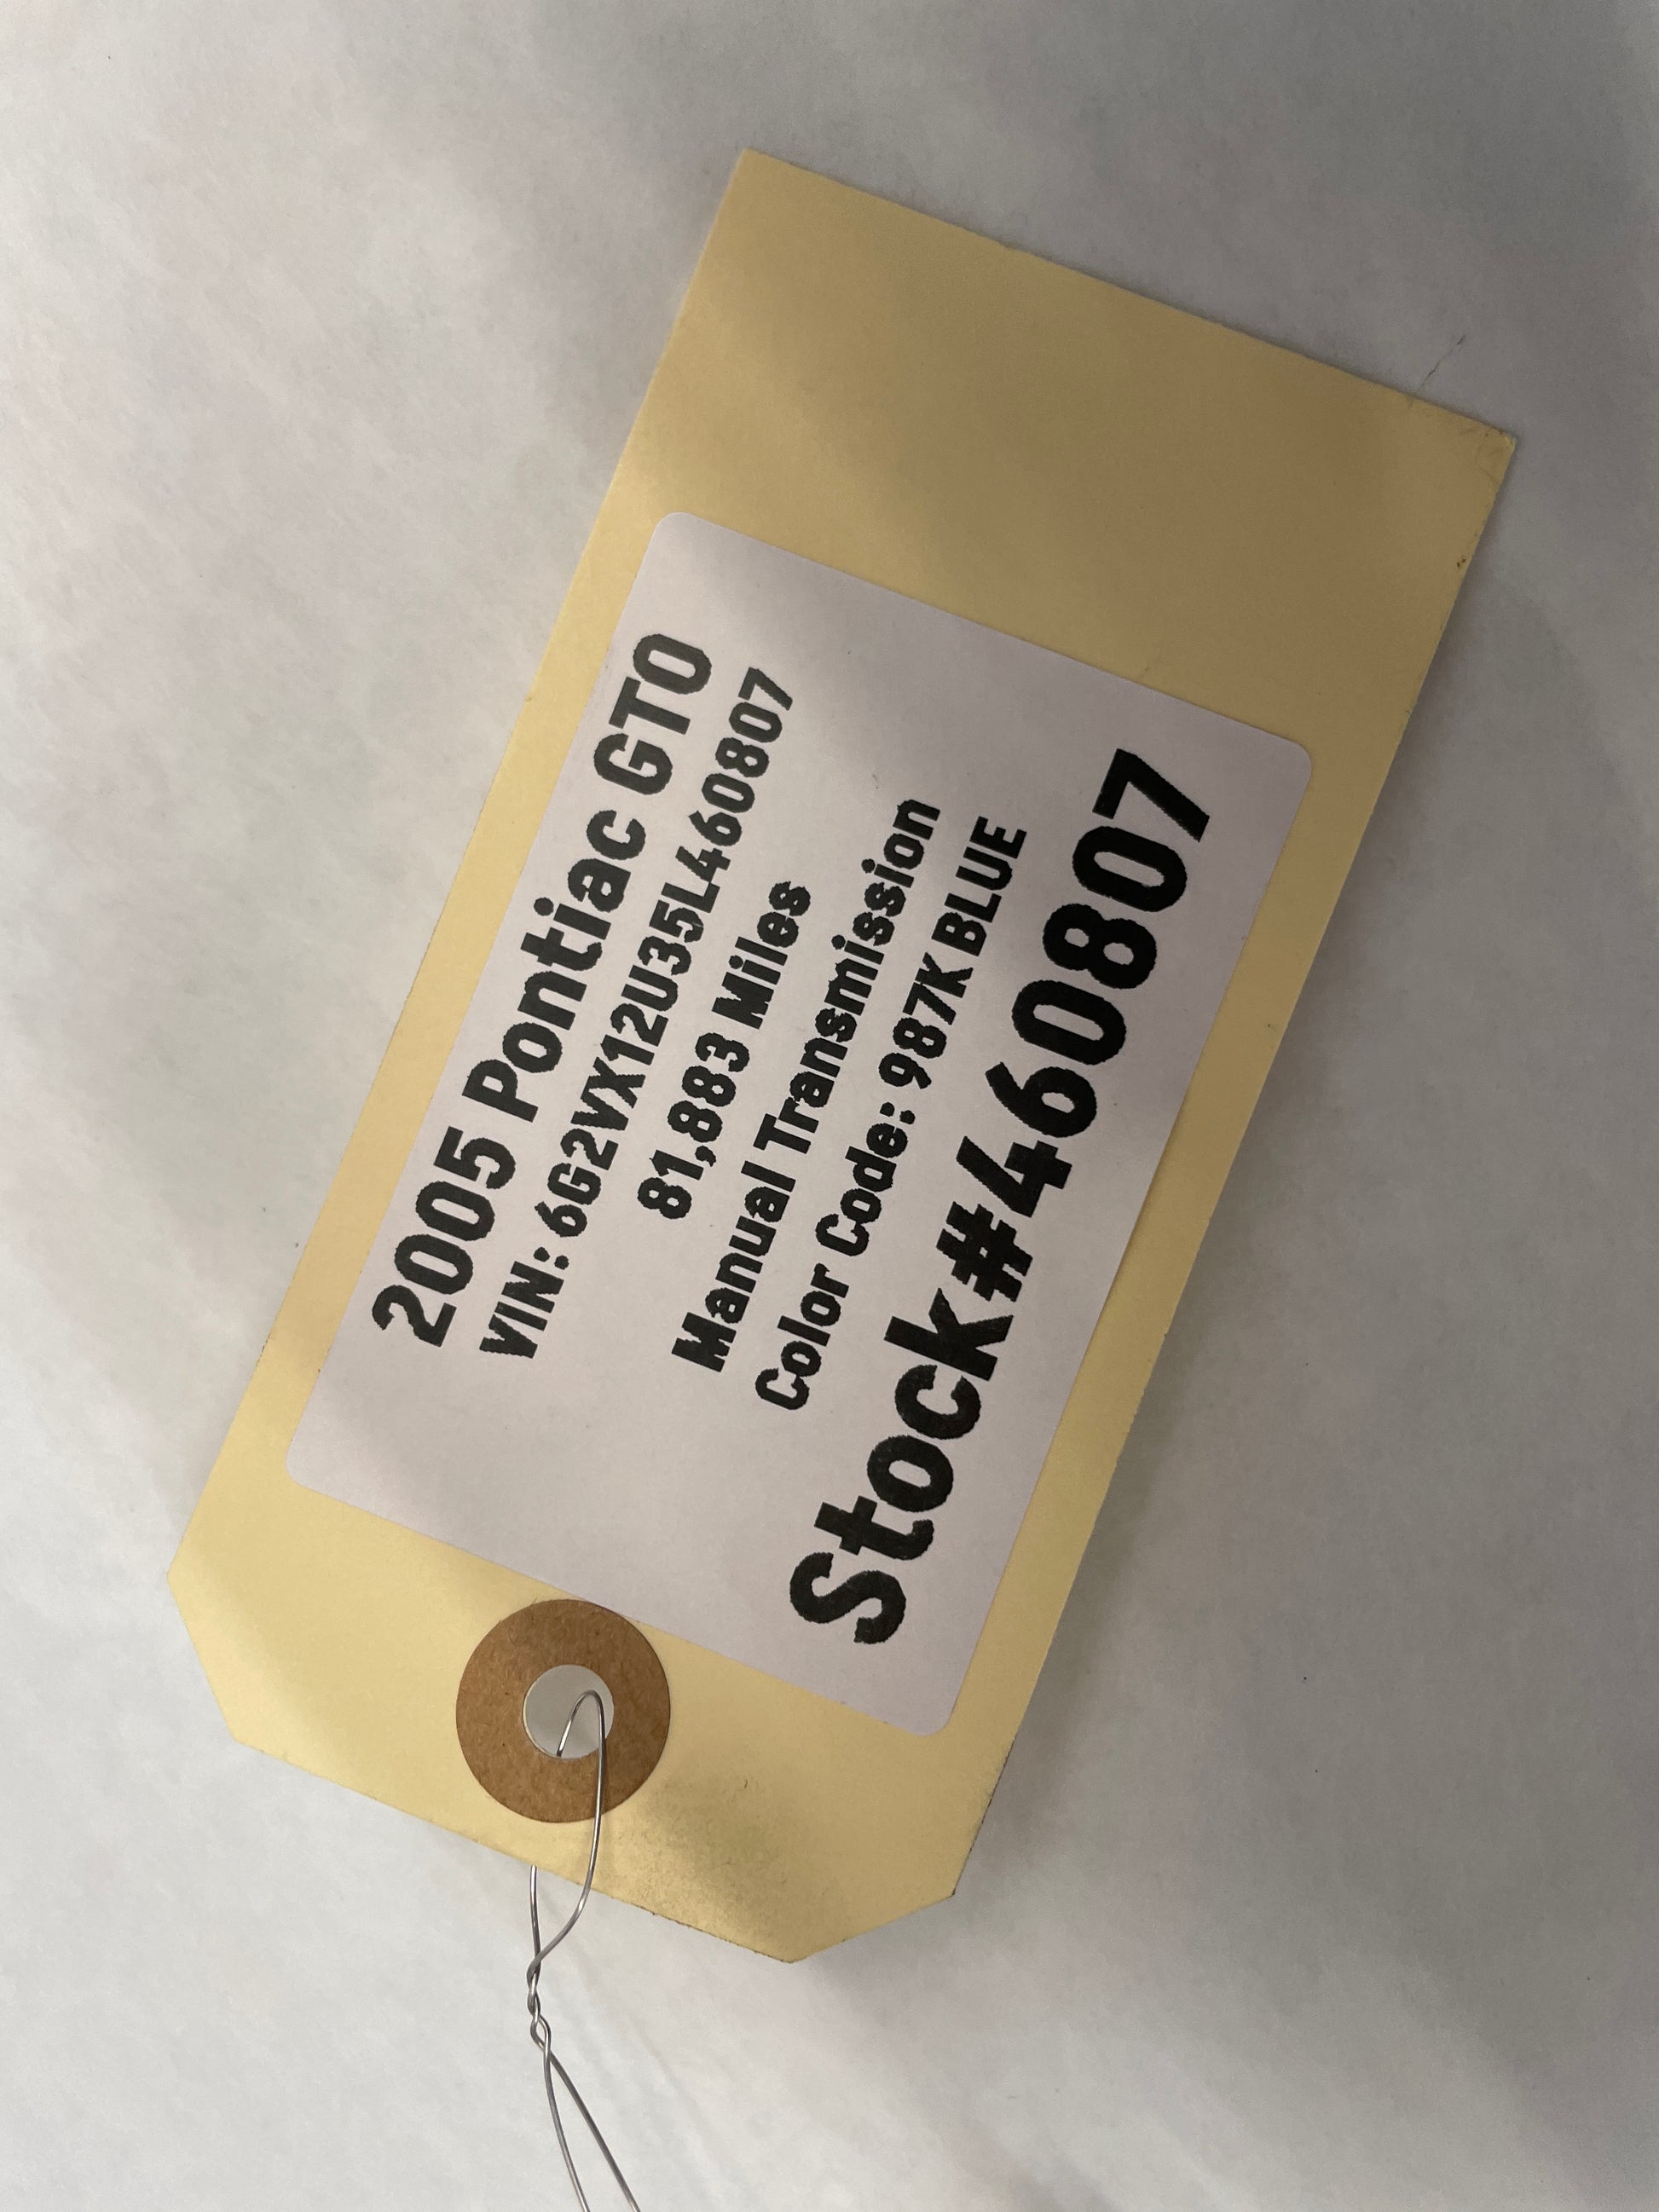 2005 Pontiac GTO
VIN: 6G2VX12U35L460807
81,883 Miles
Manual Transmission
Color Code: 987K BLUE
Stock#460807